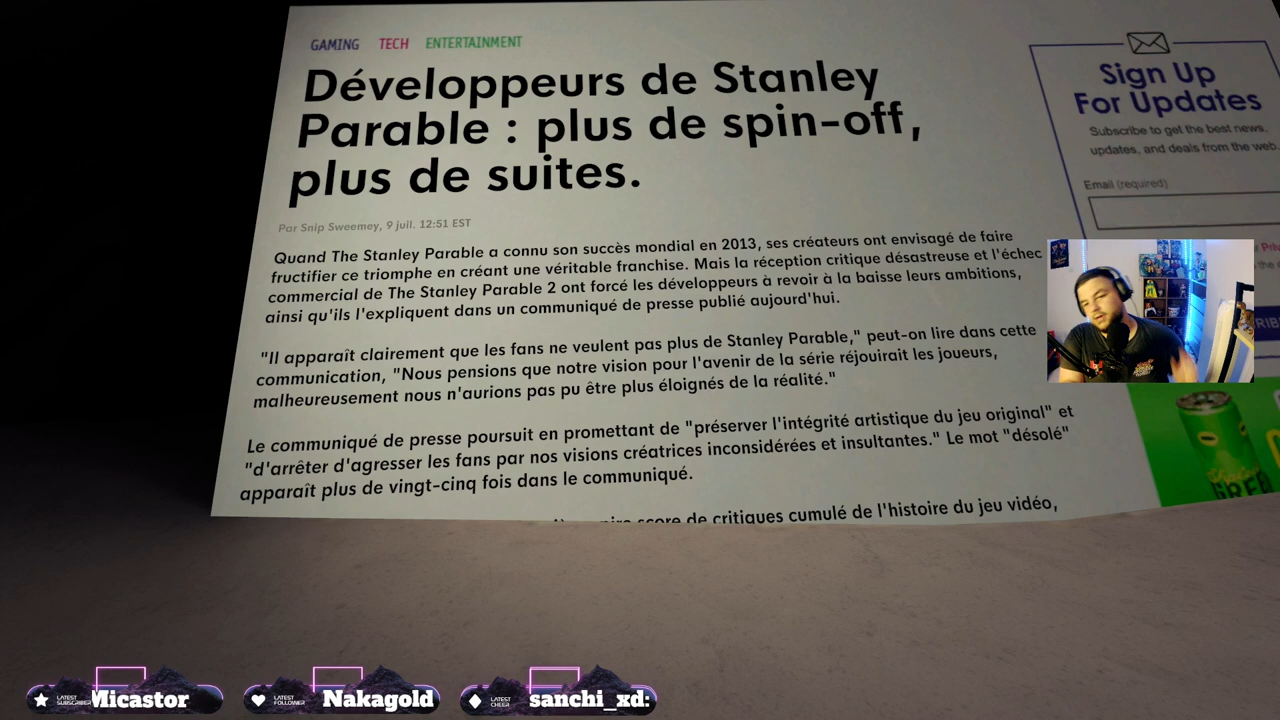 GAMING TECH ENTERTAINMENT
Développeurs de Stanley
Parable : plus de spin-off,
plus de suites.
Par Snip Sweemey, 9 juil. 12:51 EST
Quand The Stanley Parable a connu son succès mondial en 2013, ses créateurs ont envisagé de faire
fructifier ce triomphe en créant une véritable franchise. Mais la réception critique désastreuse et l'échec
commercial de The Stanley Parable 2 ont forcé les développeurs à revoir à la baisse leurs ambitions,
ainsi qu'ils l'expliquent dans un communiqué de presse publié aujourd'hui.
"Il apparaît clairement que les fans ne veulent pas plus de Stanley Parable," peut-on lire dans cette
communication, "Nous pensions que notre vision pour l'avenir de la série réjouirait les joueurs,
malheureusement nous n'aurions pas pu être plus éloignés de la réalité."
Le communiqué de presse poursuit en promettant de "préserver l'intégrité artistique du jeu original" et
"d'arrêter d'agresser les fans par nos visions créatrices inconsidérées et insultantes." Le mot "désolé"
apparaît plus de vingt-cinq fois dans le communiqué.
score de critiques cumulé de l'histoire du jeu vidéo,
Sign Up
For Updates
Subscribe to get the best news,
updates, and deals from the web.
Email (required)
LATEST SUBSCRIBER Micastor
LATEST FOLLOWER Nakagold
LATEST CHEER sanchi_xd: